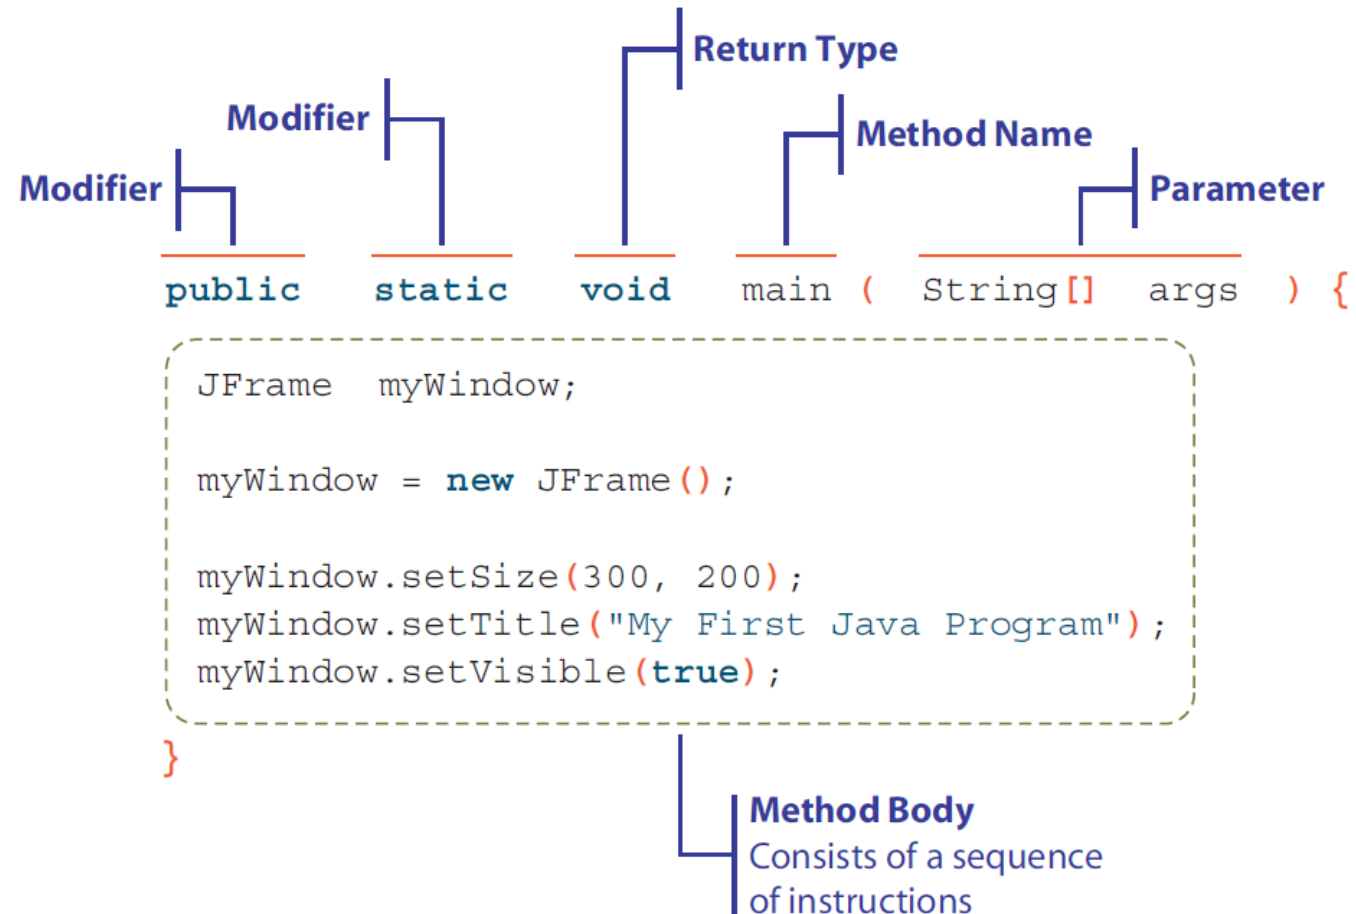 Return Type
Modifier
Method Name
Modifier
Parameter
public static void main ( String[] args ) {
JFrame myWindow;
myWindow = new JFrame();
myWindow.setSize(300, 200);
myWindow.setTitle("My First Java Program");
myWindow.setVisible(true);
}
Method Body
Consists of a sequence
of instructions